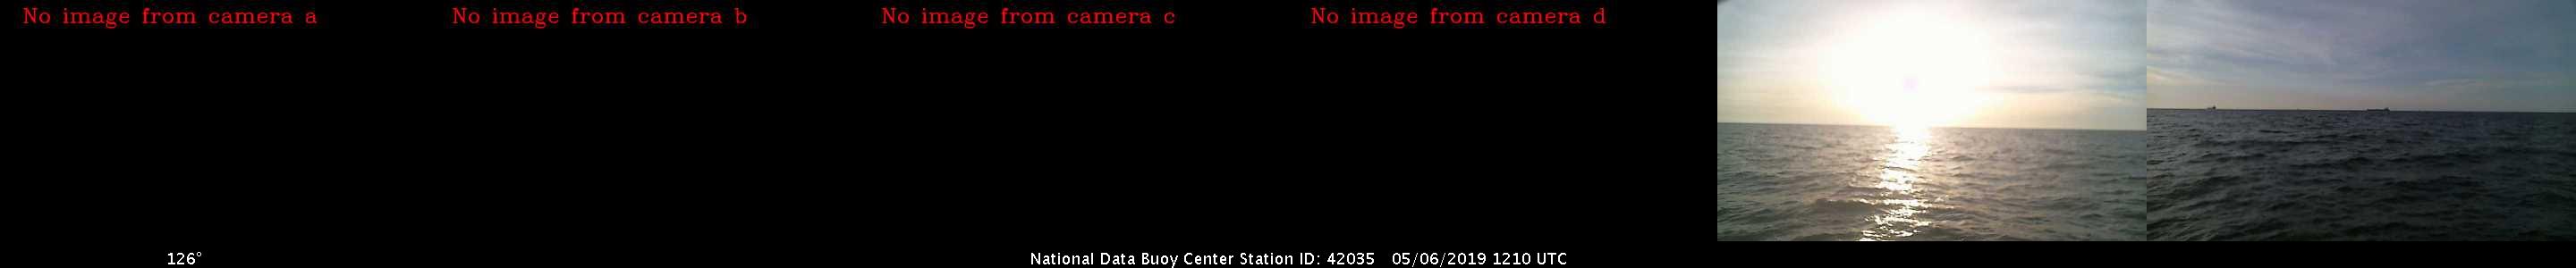 No image from camera a
No image from camera b
No image from camera c
No image from camera d
126°
National Data Buoy Center Station ID: 42035 05/06/2019 1210 UTC